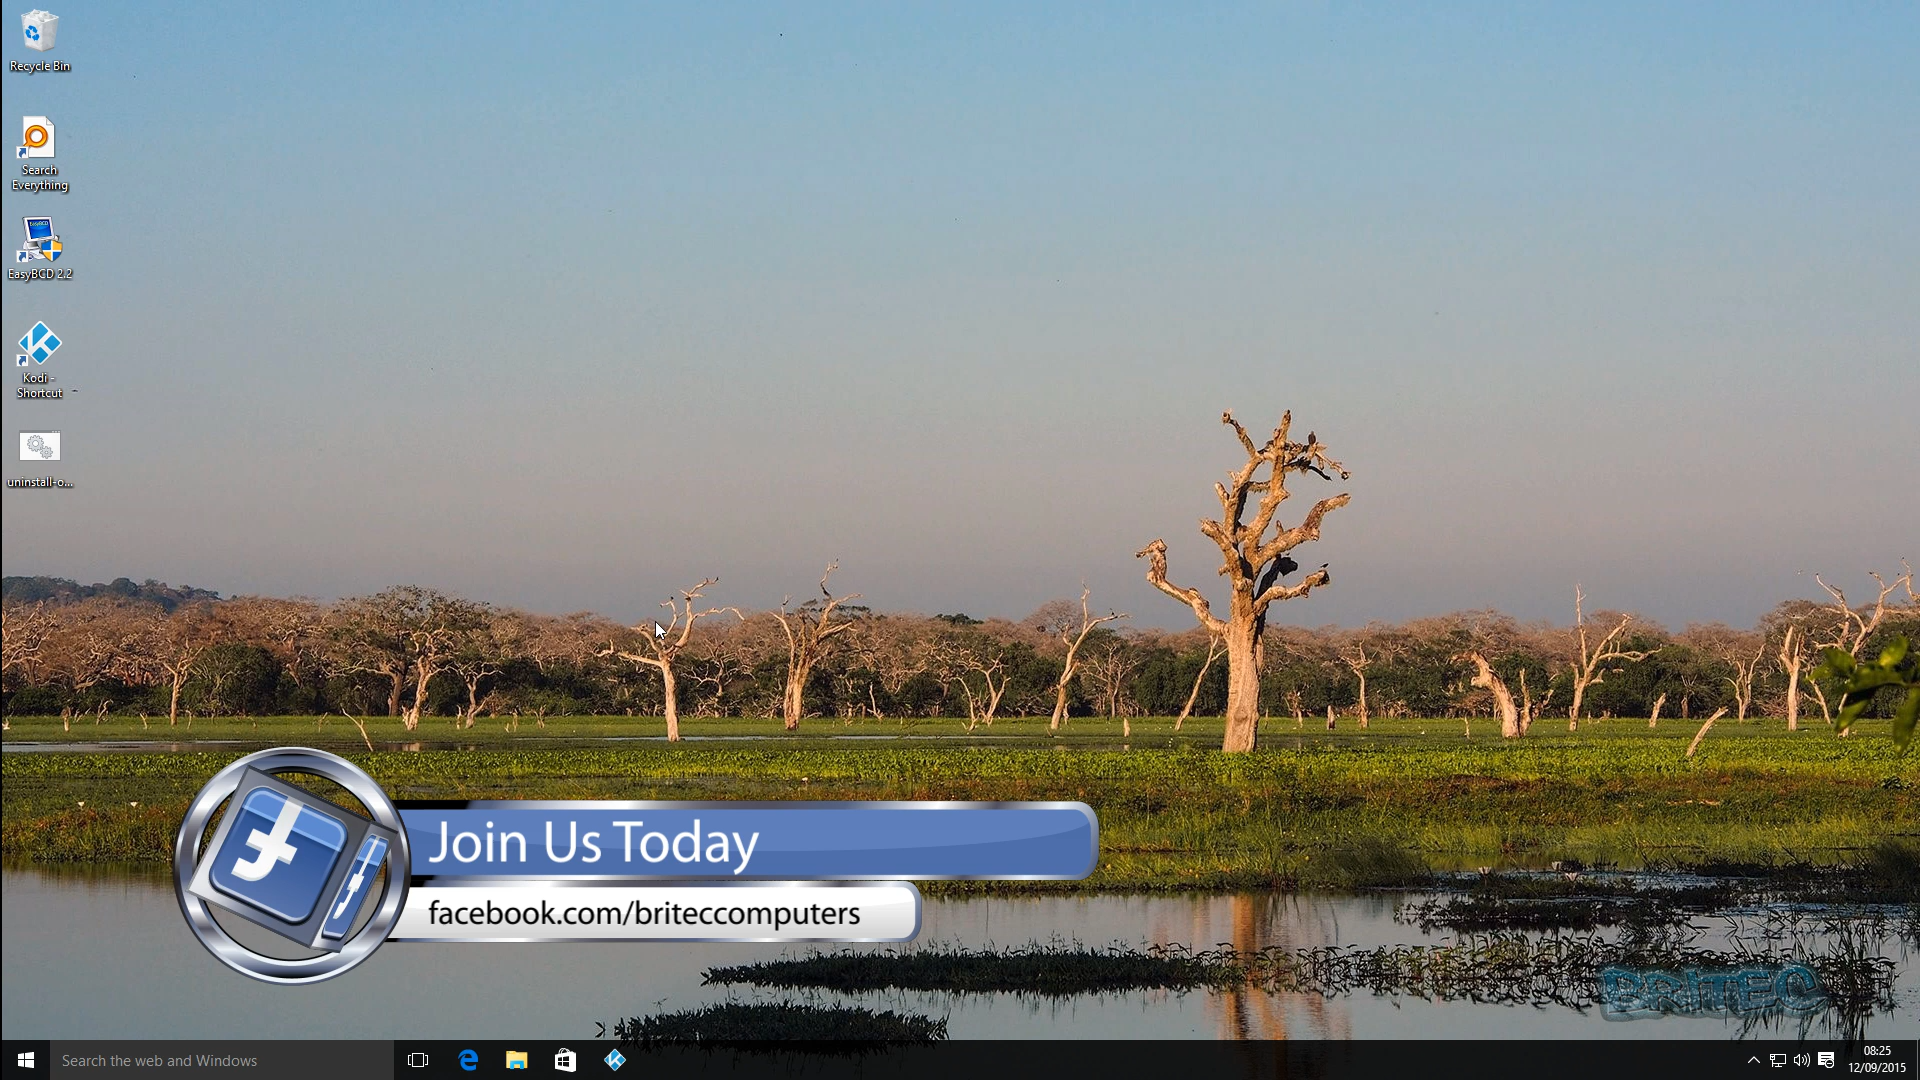 Recycle Bin
Search
Everything
EasyBCD 2.2
Kodi -
Shortcut
uninstall-o...
Join Us Today
facebook.com/briteccomputers
BRITEC
Search the web and Windows
08:25
12/09/2015